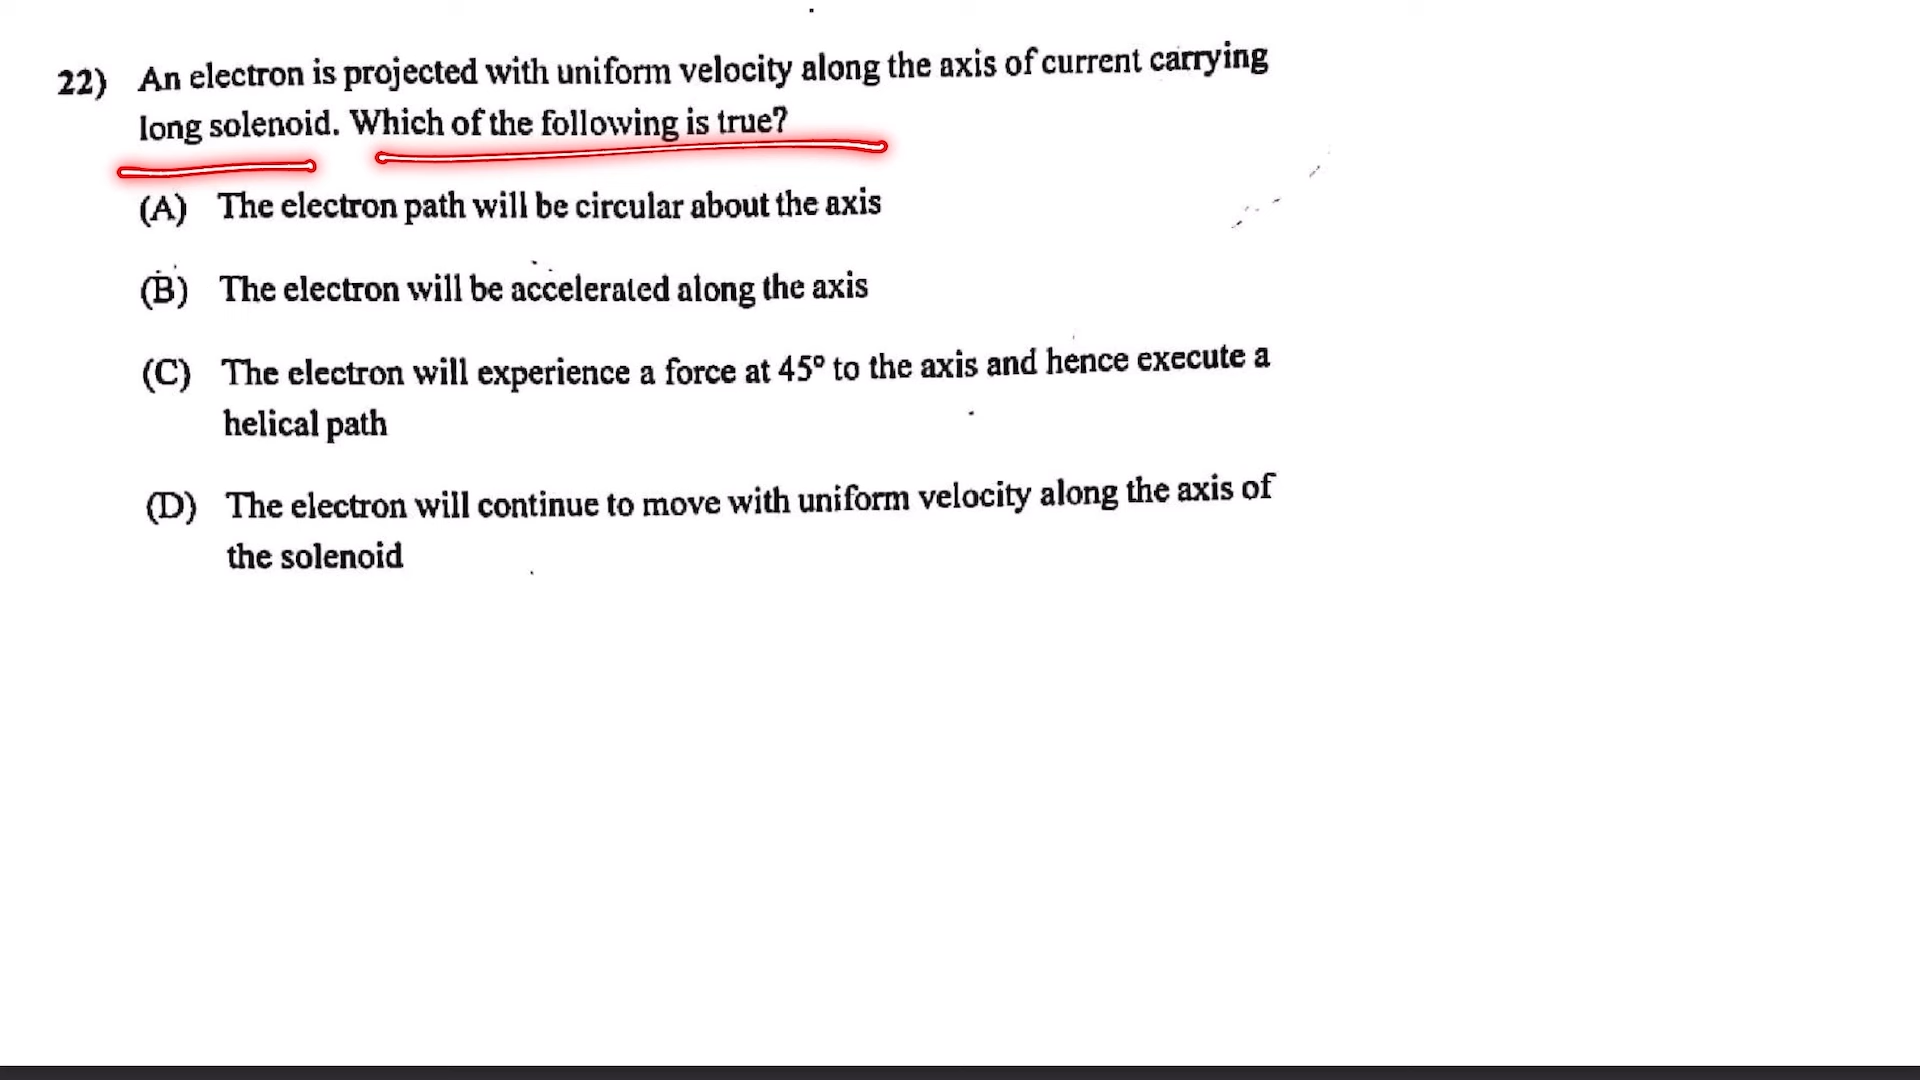 22) An electron is projected with uniform velocity along the axis of current carrying
long solenoid. Which of the following is true?
(A) The electron path will be circular about the axis
(B) The electron will be accelerated along the axis
(C) The electron will experience a force at 45° to the axis and hence execute a
helical path
(D) The electron will continue to move with uniform velocity along the axis of
the solenoid